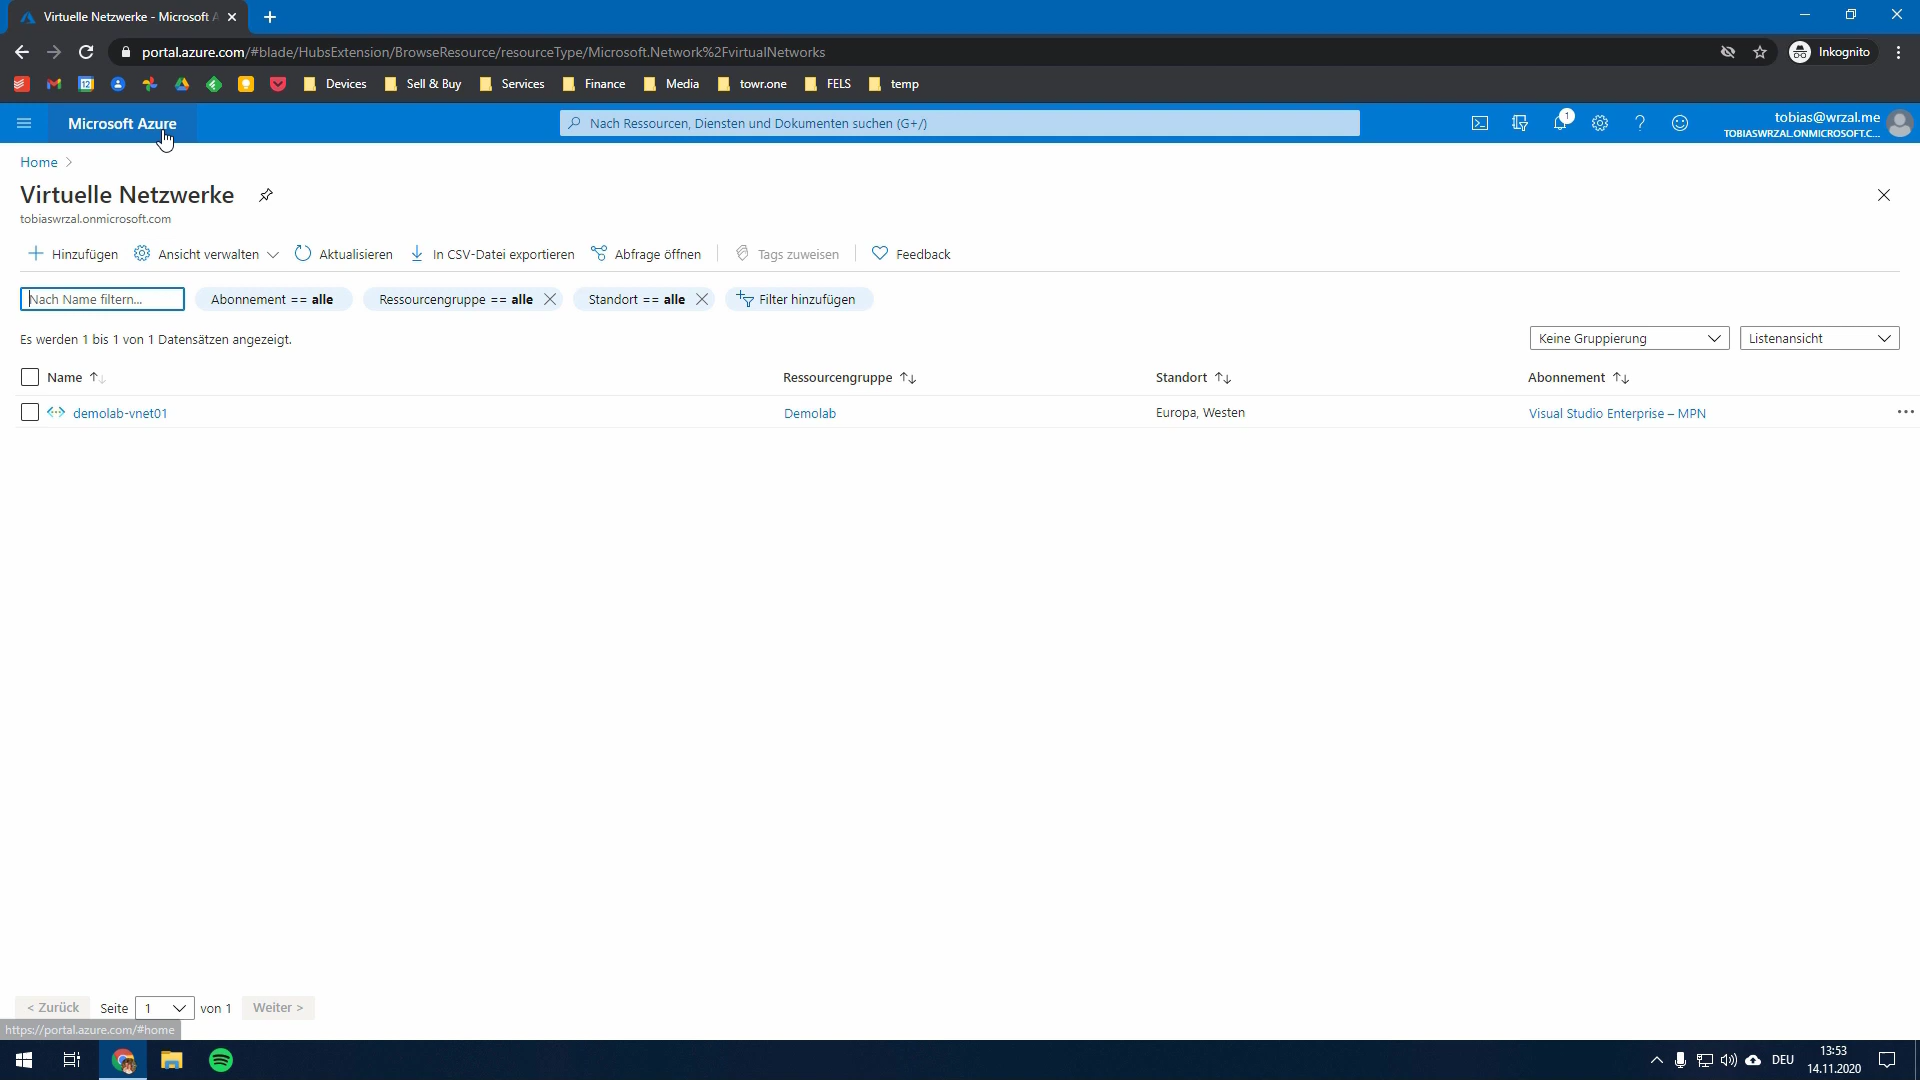 Virtuelle Netzwerke - Microsoft A
portal.azure.com/#blade/HubsExtension/BrowseResource/resourceType/Microsoft.Network%2FvirtualNetworks
Inkognito
12
Devices
Sell & Buy
Services
Finance
Media
towr.one
FELS
temp
Microsoft Azure
Nach Ressourcen, Diensten und Dokumenten suchen (G+/)
1
tobias@wrzal.me
TOBIASWRZAL.ONMICROSOFT.C...
Home
Virtuelle Netzwerke
tobiaswrzal.onmicrosoft.com
Hinzufügen
Ansicht verwalten
Aktualisieren
In CSV-Datei exportieren
Abfrage öffnen
Tags zuweisen
Feedback
Nach Name filtern...
Abonnement == alle
Ressourcengruppe == alle
Standort == alle
Filter hinzufügen
Es werden 1 bis 1 von 1 Datensätzen angezeigt.
Keine Gruppierung
Listenansicht
Name
Ressourcengruppe
Standort
Abonnement
demolab-vnet01
Demolab
Europa, Westen
Visual Studio Enterprise – MPN
< Zurück
Seite
1
von 1
Weiter >
https://portal.azure.com/#home
DEU
13:53
14.11.2020